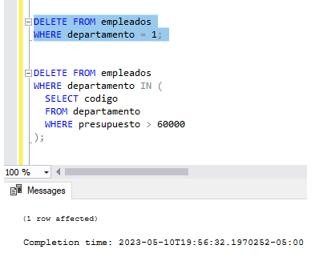 DELETE FROM empleados
WHERE departamento = 1;
DELETE FROM empleados
WHERE departamento IN (
SELECT codigo
FROM departamento
WHERE presupuesto > 60000
);
100 %
Messages
(1 row affected)
Completion time: 2023-05-10T19:56:32.1970252-05:00